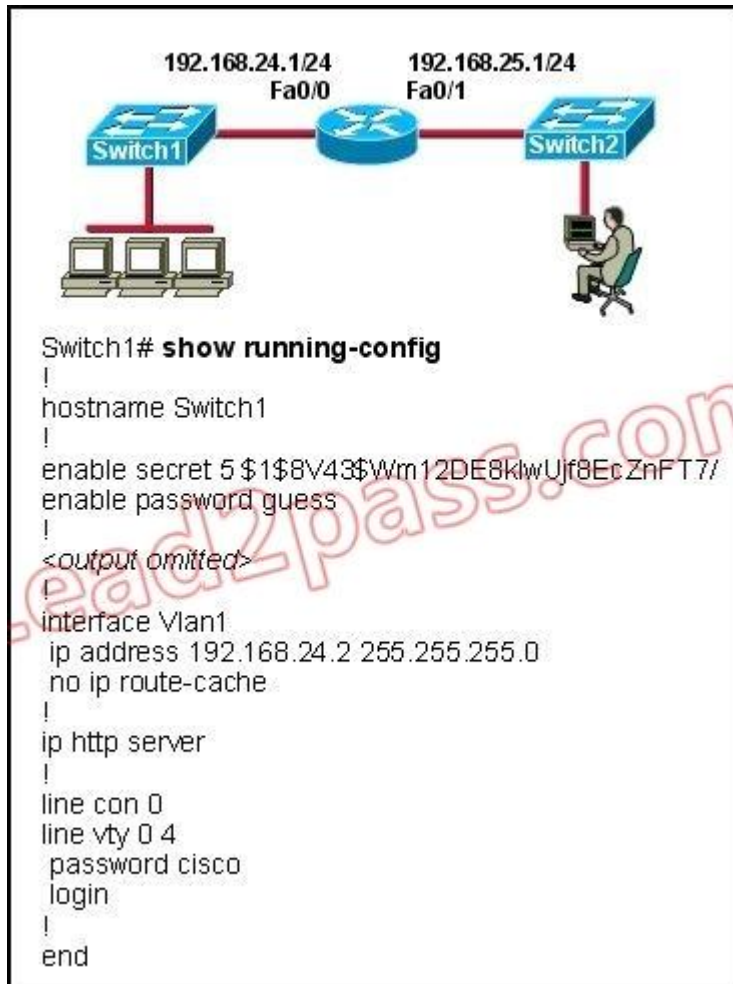 192.168.24.1/24 192.168.25.1/24
Fa0/0 Fa0/1
Switch1 Switch2
Switch1# show running-config
!
hostname Switch1
!
enable secret 5 $1$8V43$Wm12DE8klwUjf8EcZnFT7/
enable password guess
!
<output omitted>
!
interface Vlan1
ip address 192.168.24.2 255.255.255.0
no ip route-cache
!
ip http server
!
line con 0
line vty 0 4
password cisco
login
!
end
Lead2pass.com